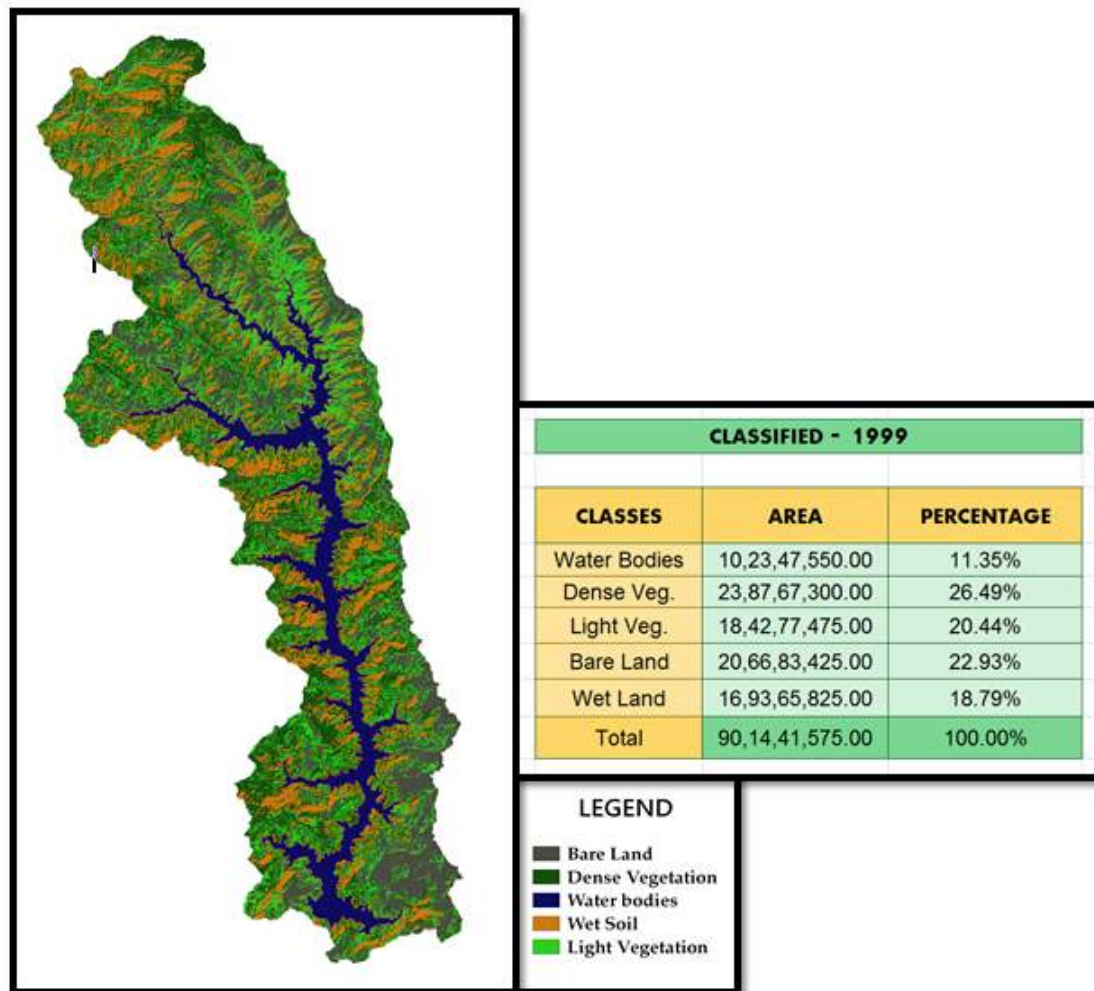 CLASSIFIED - 1999
CLASSES AREA PERCENTAGE
Water Bodies 10,23,47,550.00 11.35%
Dense Veg. 23,87,67,300.00 26.49%
Light Veg. 18,42,77,475.00 20.44%
Bare Land 20,66,83,425.00 22.93%
Wet Land 16,93,65,825.00 18.79%
Total 90,14,41,575.00 100.00%
LEGEND
Bare Land
Dense Vegetation
Water bodies
Wet Soil
Light Vegetation